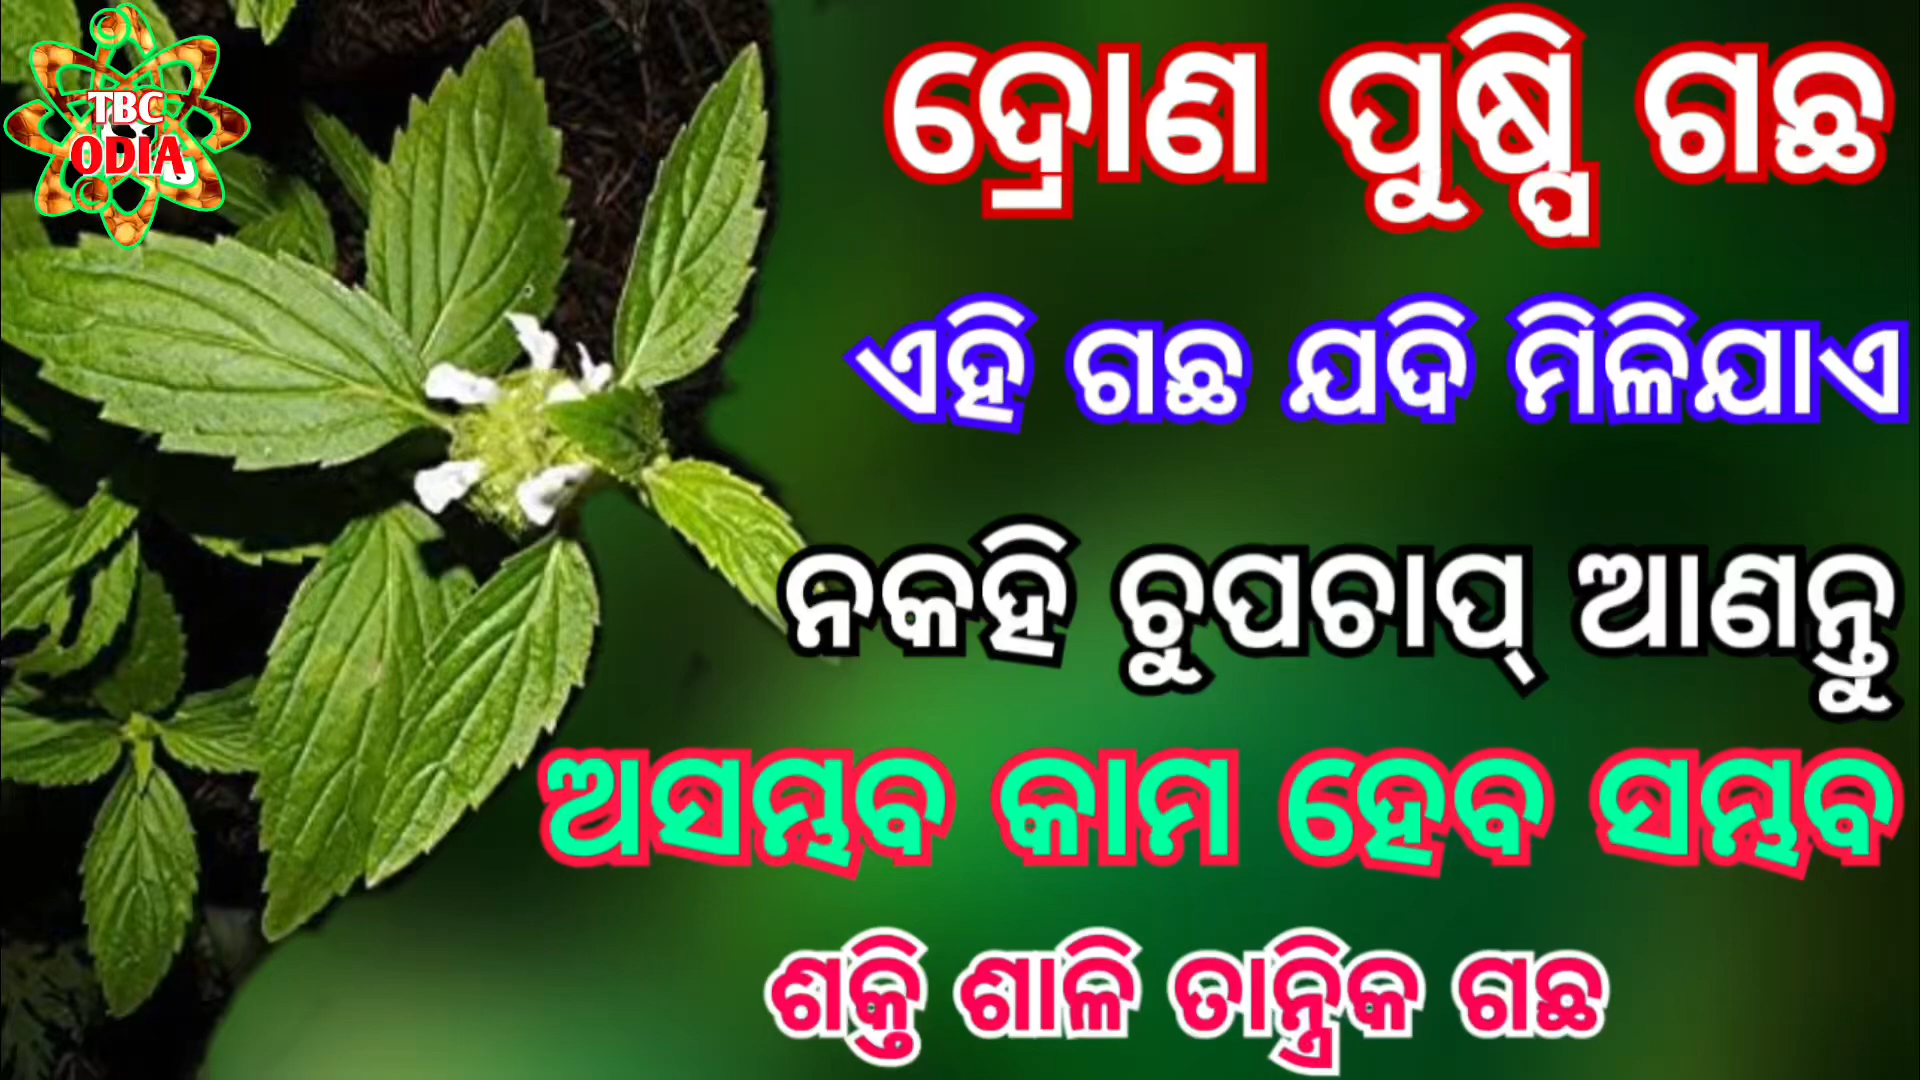 TBC
ODIA
ଦ୍ରୋଣ ପୁଷ୍ପି ଗଛ
ଏହି ଗଛ ଯଦି ମିଳିଯାଏ
ନକହି ଚୁପଚାପ୍ ଆଣନ୍ତୁ
ଅସମ୍ଭବ କାମ ହେବ ସମ୍ଭବ
ଶକ୍ତି ଶାଳି ତାନ୍ତ୍ରିକ ଗଛ